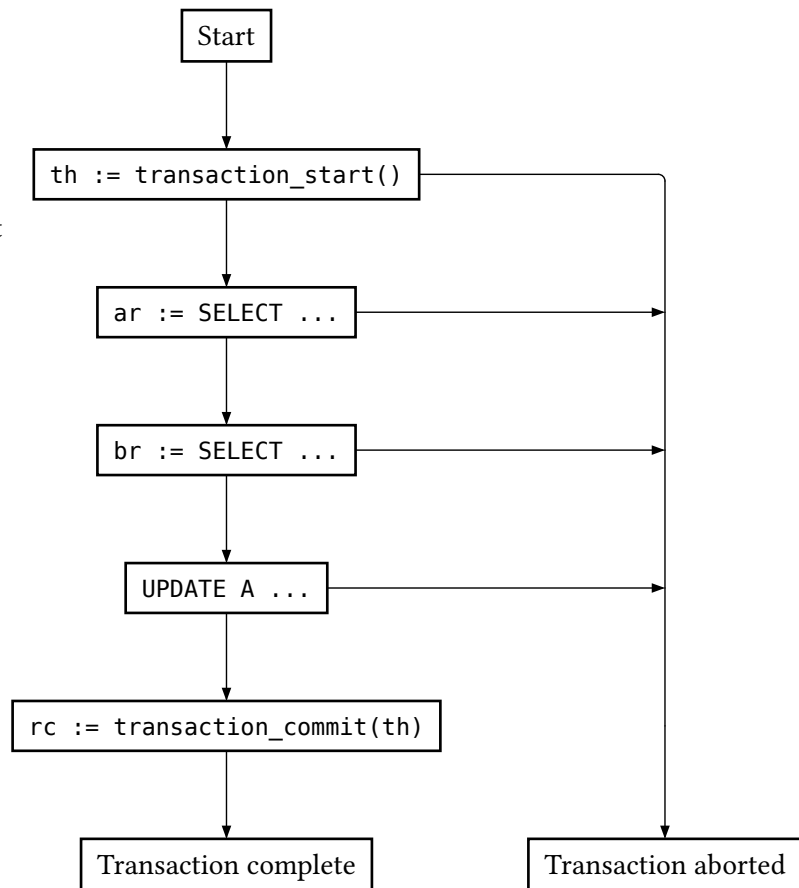 Start
th := transaction_start()
ar := SELECT ...
br := SELECT ...
UPDATE A ...
rc := transaction_commit(th)
Transaction complete
Transaction aborted